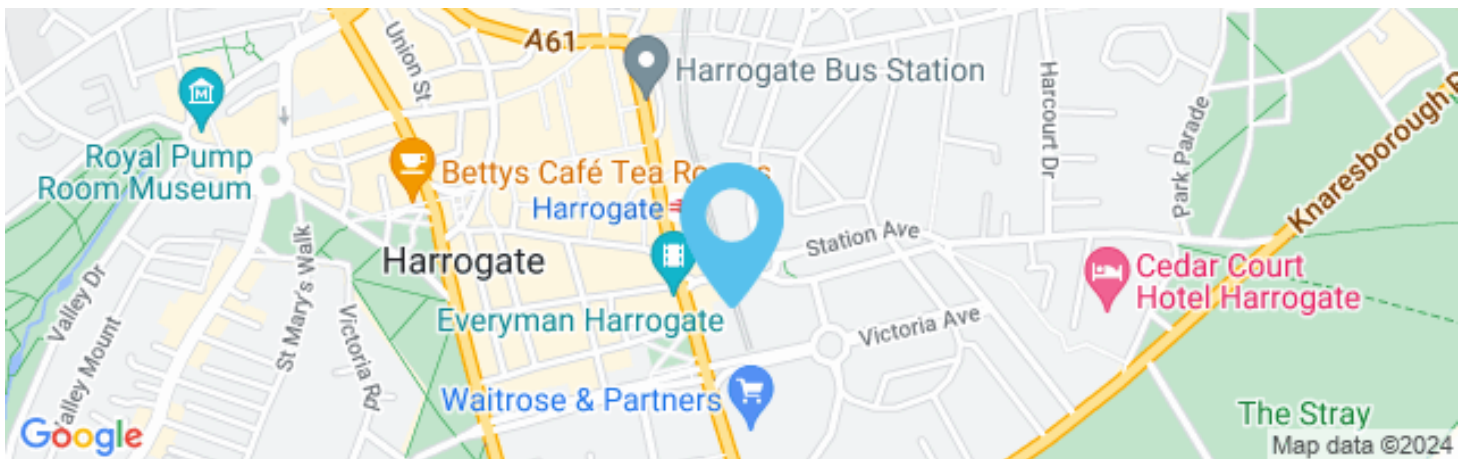 A61
Union St
Harrogate Bus Station
Harcourt Dr
Park Parade
Knaresborough
Royal Pump
Room Museum
Bettys Café Tea
Harrogate
Station Ave
Harrogate
St Mary's Walk
Valley Dr
Victoria Rd
Cedar Court
Hotel Harrogate
Everyman Harrogate
Victoria Ave
Mount
Waitrose & Partners
The Stray
Google
Map data ©2024